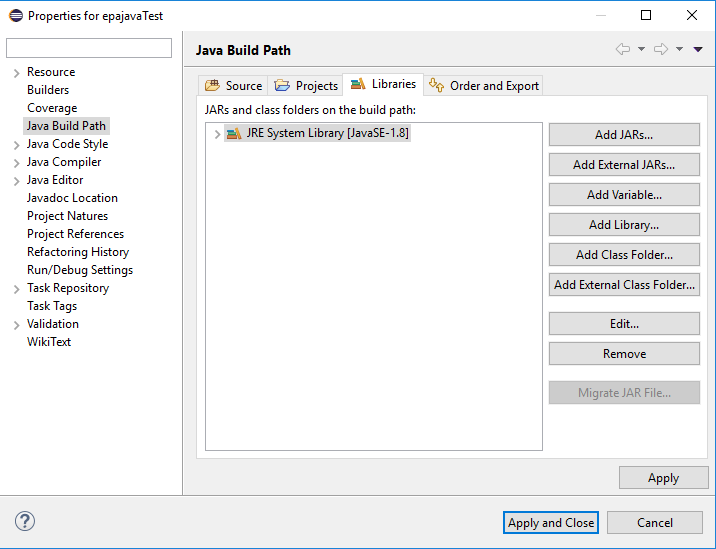 Properties for epajavaTest
Resource
Builders
Coverage
Java Build Path
Java Code Style
Java Compiler
Java Editor
Javadoc Location
Project Natures
Project References
Refactoring History
Run/Debug Settings
Task Repository
Task Tags
Validation
WikiText
Java Build Path
Source Projects Libraries Order and Export
JARs and class folders on the build path:
JRE System Library [JavaSE-1.8]
Add JARs...
Add External JARs...
Add Variable...
Add Library...
Add Class Folder...
Add External Class Folder...
Edit...
Remove
Migrate JAR File...
Apply
?
Apply and Close Cancel